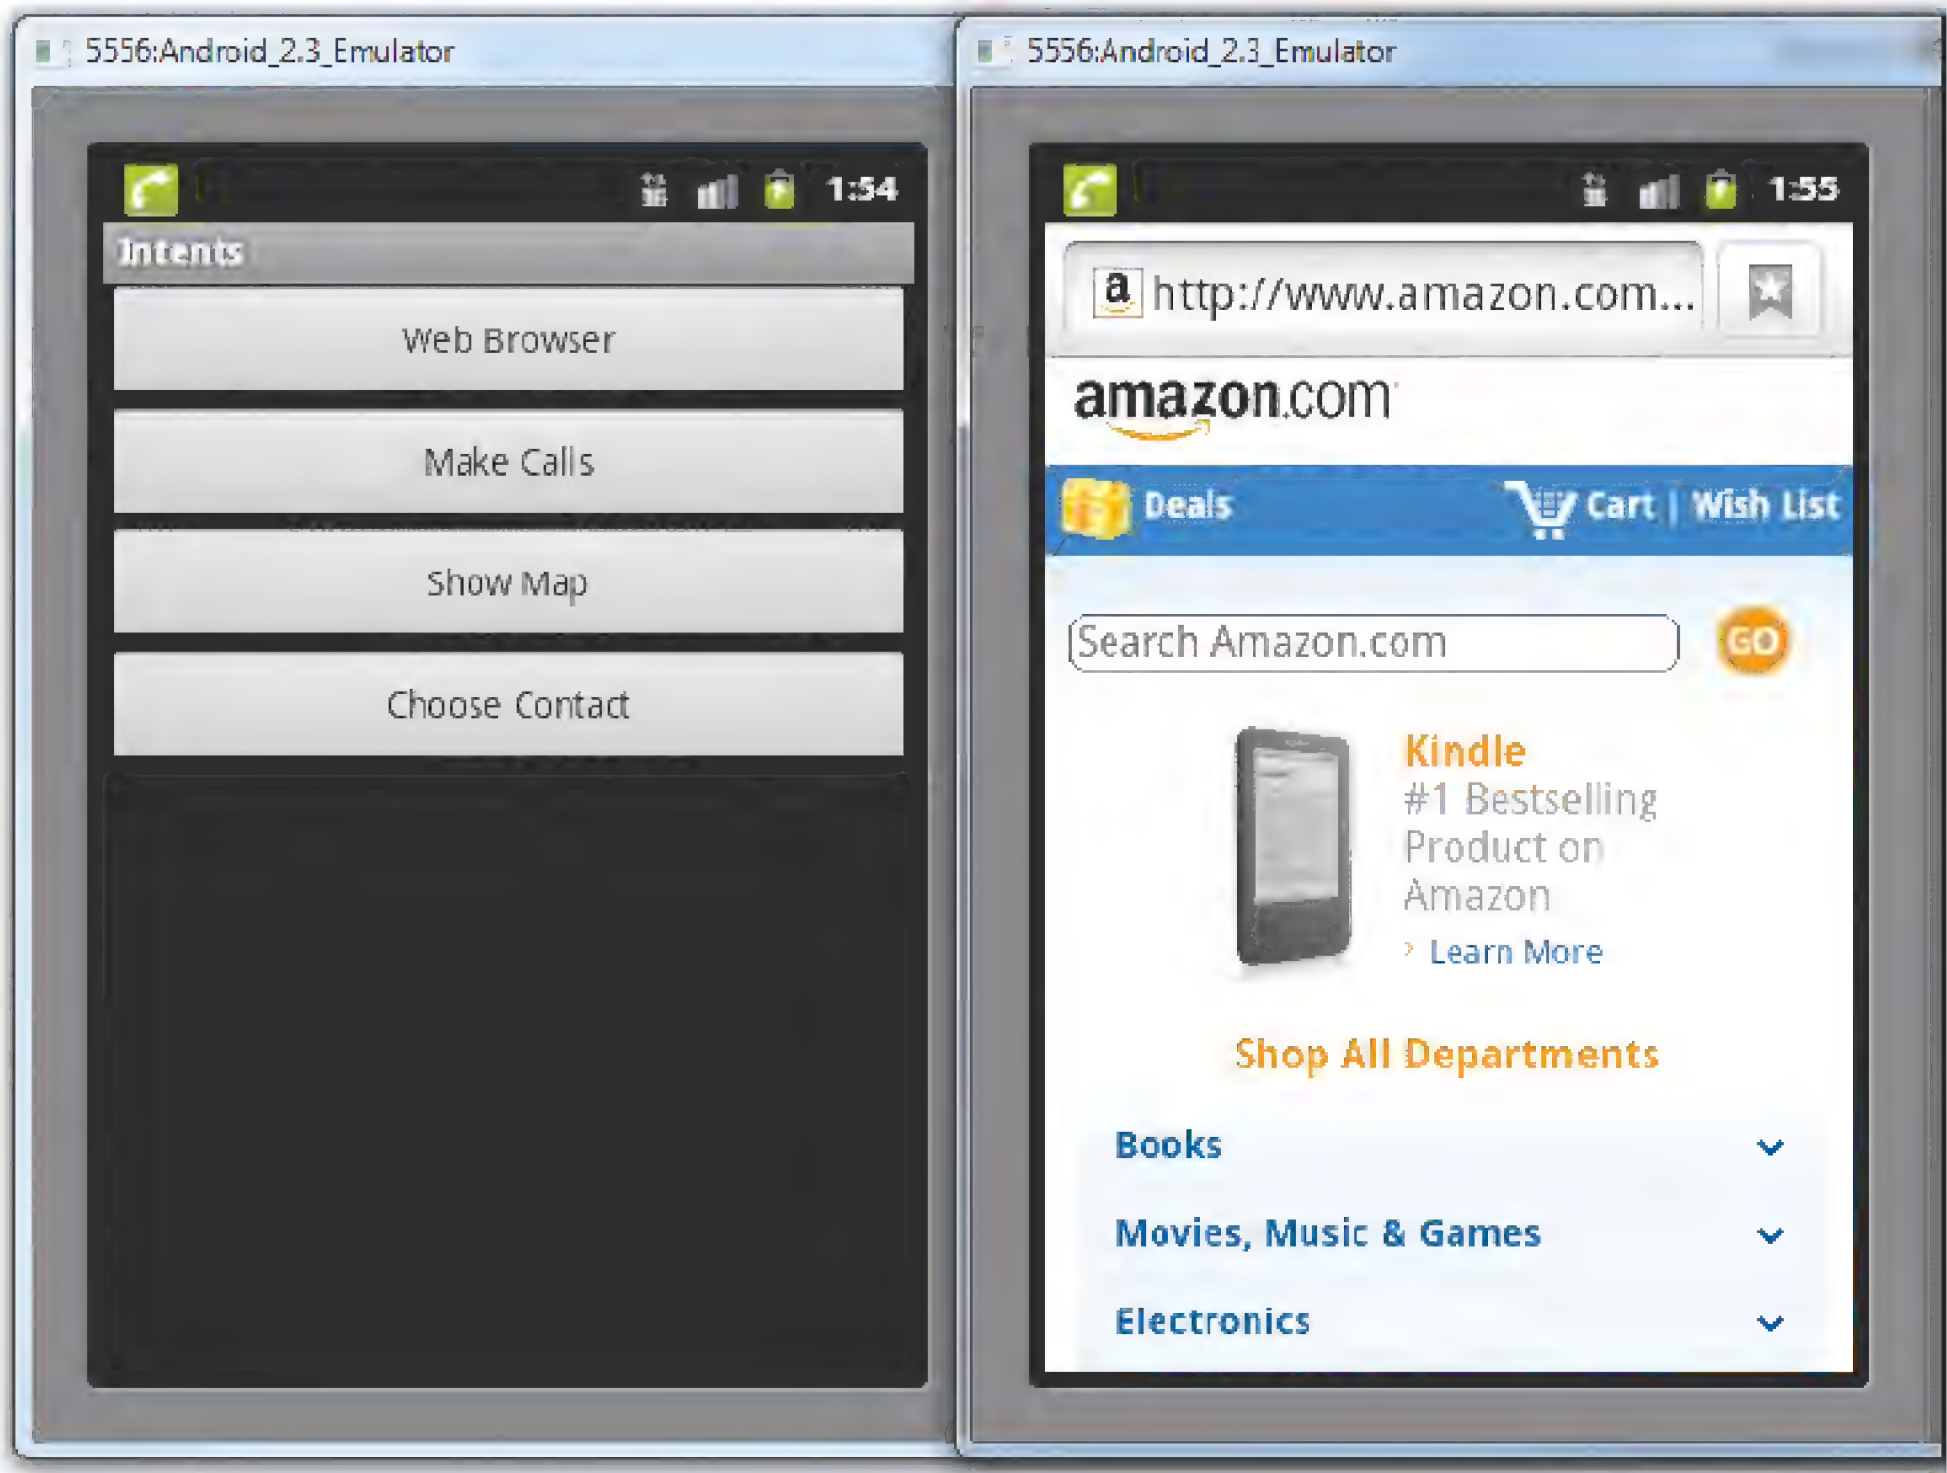 5556:Android_2.3_Emulator
1:54
Intents
Web Browser
Make Calls
Show Map
Choose Contact
5556:Android_2.3_Emulator
1:55
a http://www.amazon.com...
amazon.com
Deals
Cart | Wish List
Search Amazon.com
GO
Kindle
#1 Bestselling
Product on
Amazon
› Learn More
Shop All Departments
Books
Movies, Music & Games
Electronics